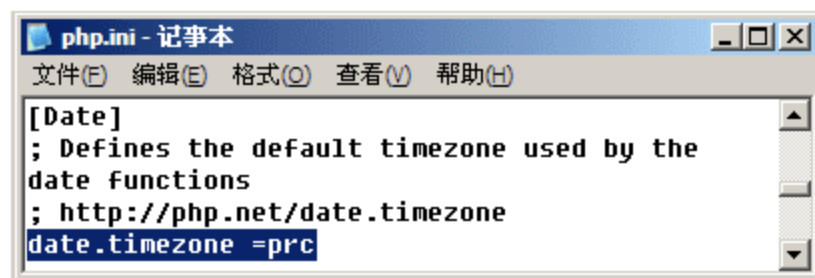 php.ini - 记事本
文件(F) 编辑(E) 格式(O) 查看(V) 帮助(H)
[Date]
; Defines the default timezone used by the
date functions
; http://php.net/date.timezone
date.timezone =prc